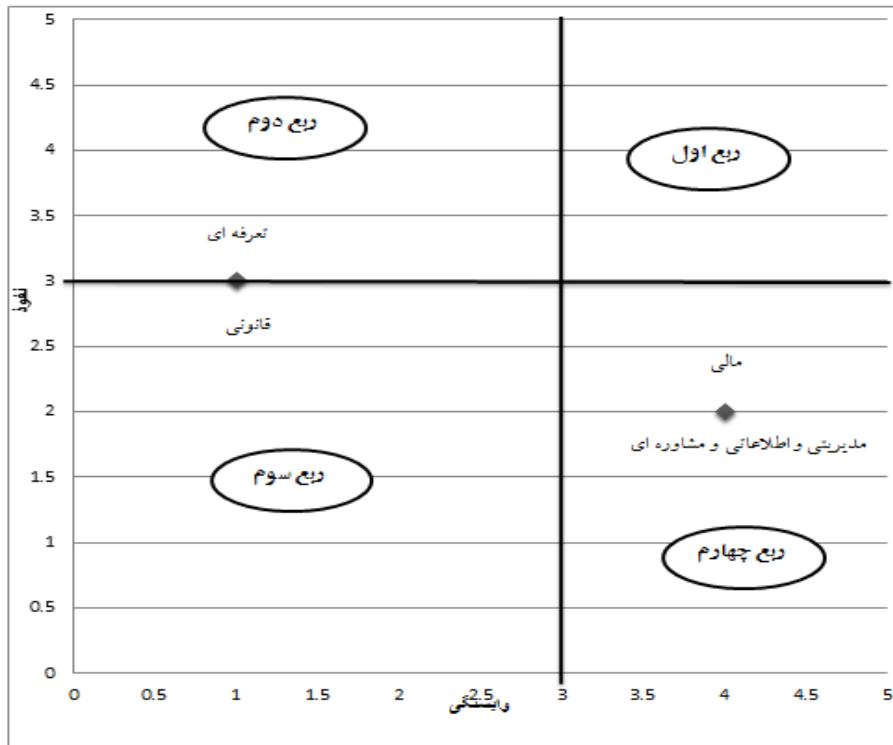 5
4.5
ربع دوم
4
ربع اول
3.5
تعرفه ای
3
نفوذ
قانونی
2.5
مالی
2
مدیریتی و اطلاعاتی و مشاوره ای
1.5
ربع سوم
1
ربع چهارم
0.5
0
0 0.5 1 1.5 2 2.5 3 3.5 4 4.5 5
وابستگی